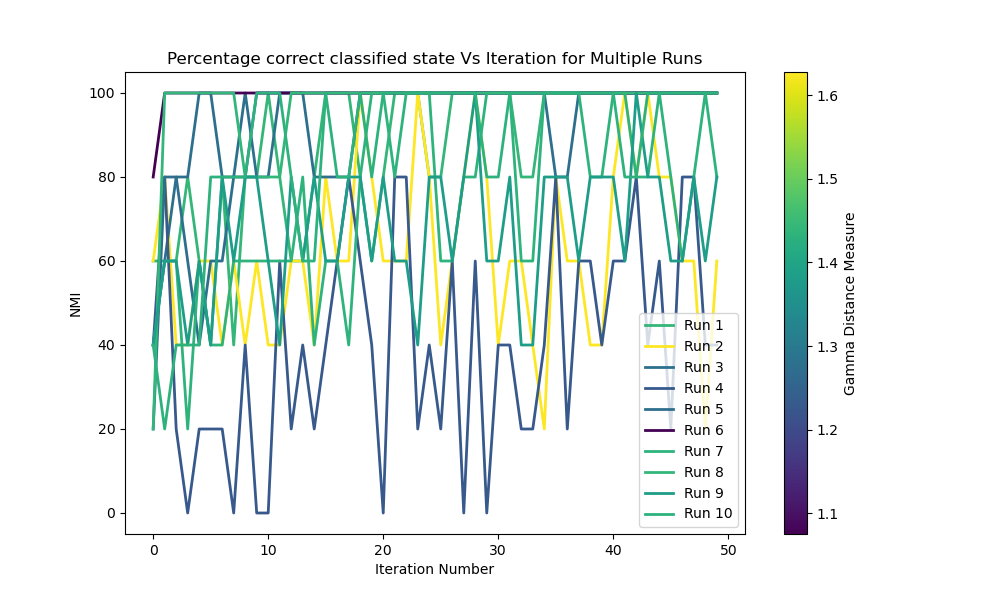 Percentage correct classified state Vs Iteration for Multiple Runs
NMI
100
80
60
40
20
0
0 10 20 30 40 50
Iteration Number
Run 1
Run 2
Run 3
Run 4
Run 5
Run 6
Run 7
Run 8
Run 9
Run 10
1.6
1.5
1.4
1.3
1.2
1.1
Gamma Distance Measure